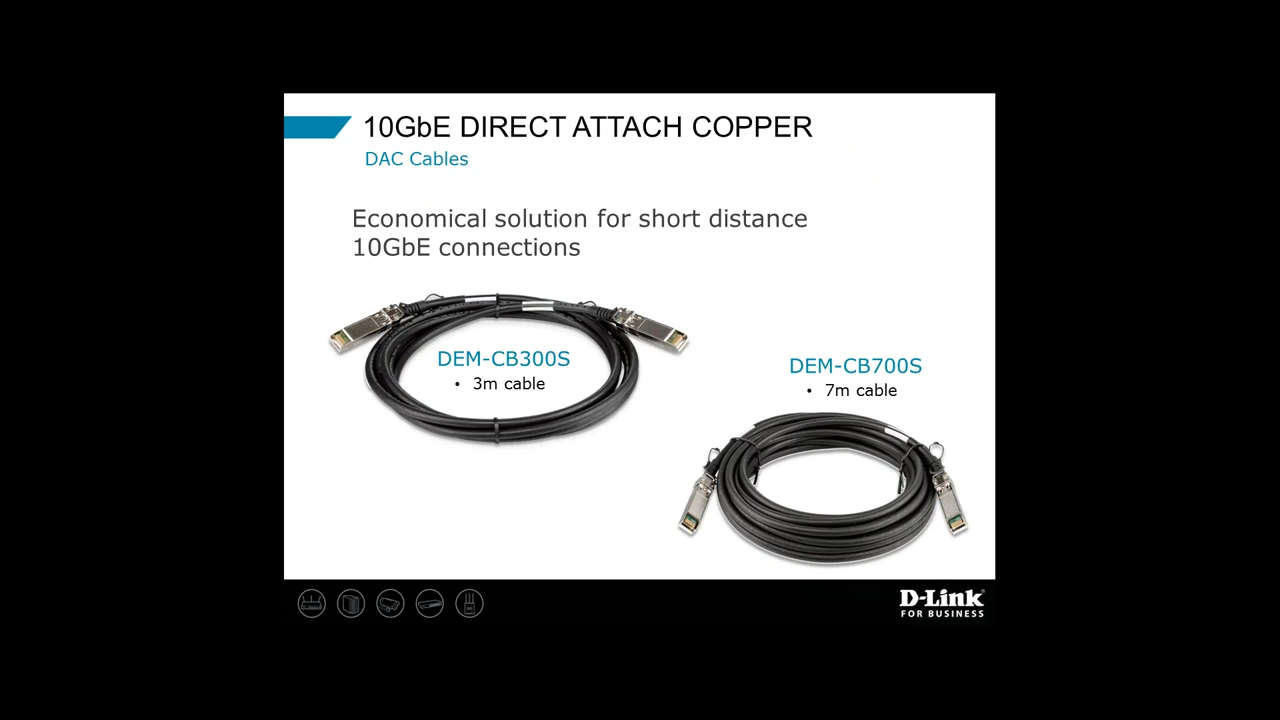 10GbE DIRECT ATTACH COPPER
DAC Cables
Economical solution for short distance
10GbE connections
DEM-CB300S
• 3m cable
DEM-CB700S
• 7m cable
D-Link
FOR BUSINESS